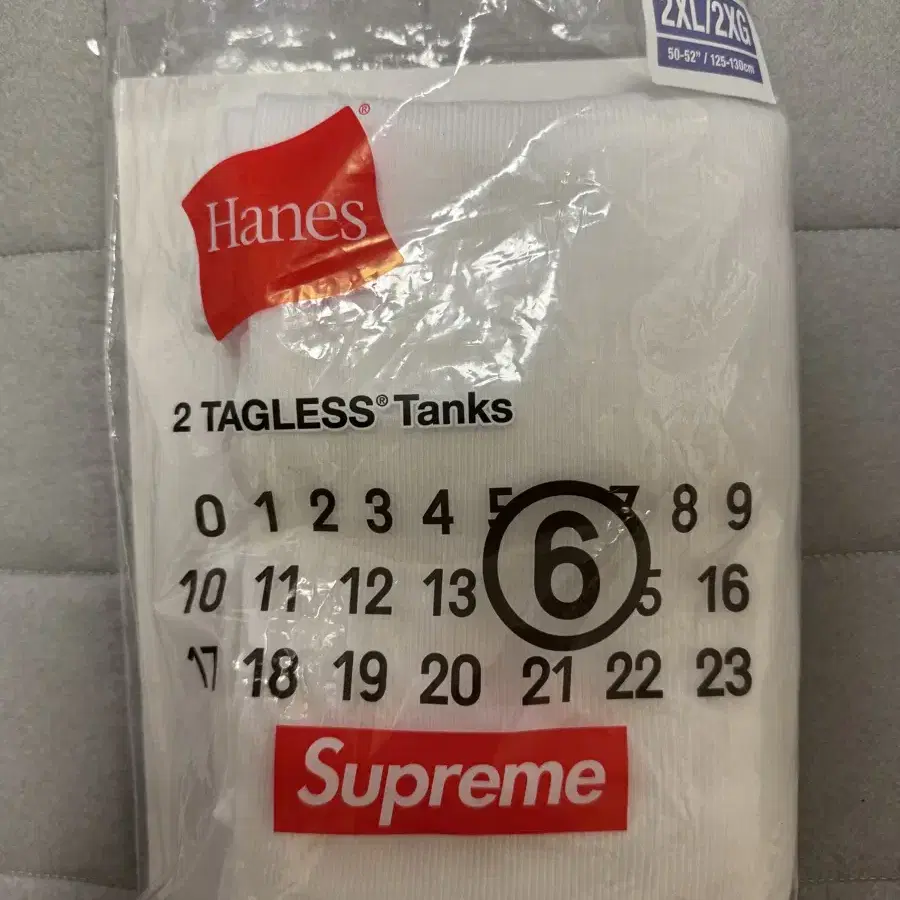 2XL/2XG
50-52" / 125-130cm
Hanes®
2 TAGLESS® Tanks
0 1 2 3 4 5 6 7 8 9
10 11 12 13 5 16
17 18 19 20 21 22 23
Supreme